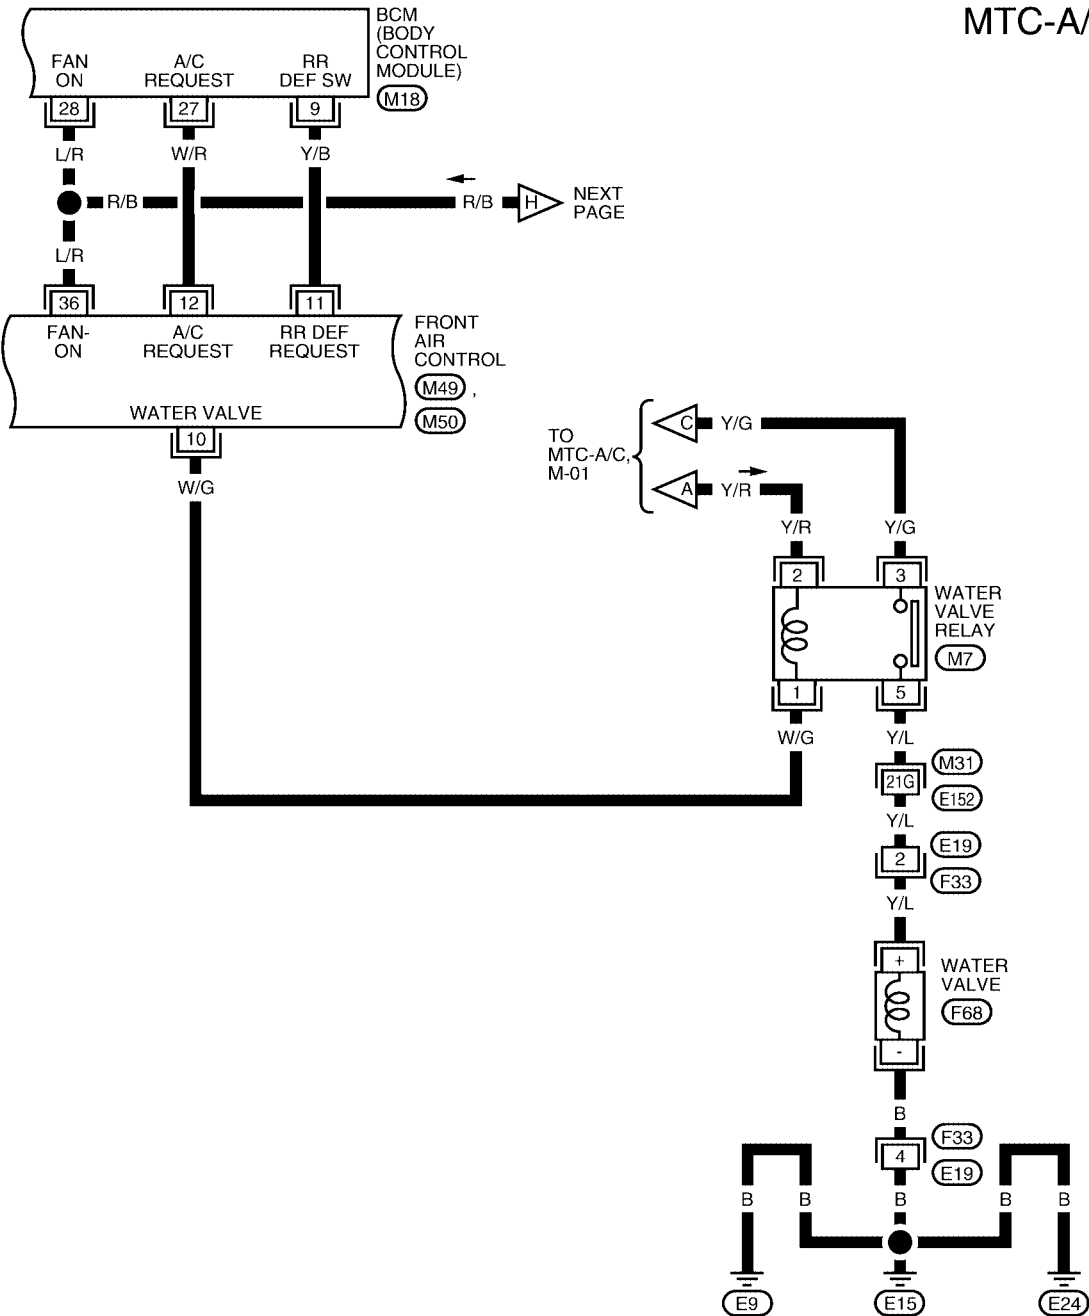 MTC-A/
BCM
(BODY
CONTROL
MODULE)
M18
FAN
ON
A/C
REQUEST
RR
DEF SW
28
27
9
L/R
W/R
Y/B
R/B
R/B
H
NEXT
PAGE
L/R
36
12
11
FAN-
ON
A/C
REQUEST
RR DEF
REQUEST
FRONT
AIR
CONTROL
M49 ,
M50
WATER VALVE
10
W/G
TO
MTC-A/C,
M-01
C
Y/G
A
Y/R
Y/R
Y/G
2
3
WATER
VALVE
RELAY
M7
1
5
W/G
Y/L
M31
21G
E152
Y/L
E19
2
F33
Y/L
+
WATER
VALVE
F68
-
B
F33
4
E19
B
B
B
B
B
E9
E15
E24